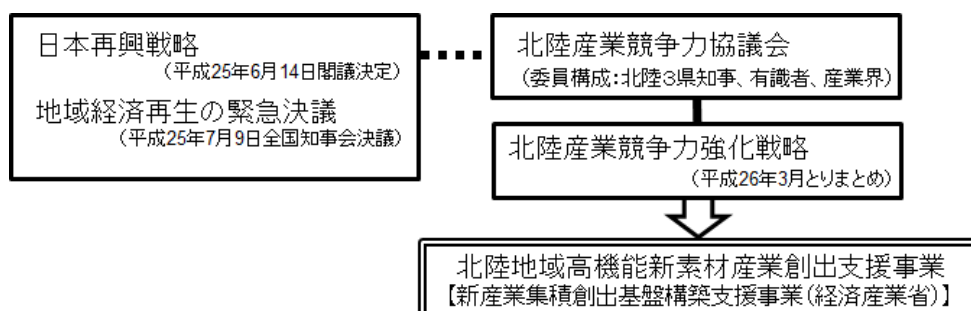 日本再興戦略
(平成25年6月14日閣議決定)
地域経済再生の緊急決議
(平成25年7月9日全国知事会決議)
北陸産業競争力協議会
(委員構成:北陸3県知事、有識者、産業界)
北陸産業競争力強化戦略
(平成26年3月とりまとめ)
北陸地域高機能新素材産業創出支援事業
【新産業集積創出基盤構築支援事業(経済産業省)】